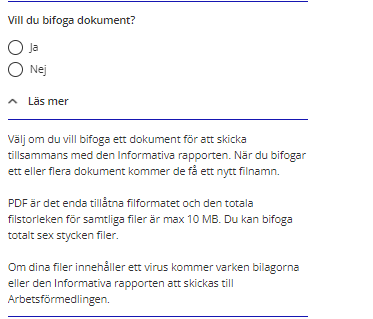 Vill du bifoga dokument?
Ja
Nej
Läs mer
Välj om du vill bifoga ett dokument för att skicka
tillsammans med den Informativa rapporten. När du bifogar
ett eller flera dokument kommer de få ett nytt filnamn.
PDF är det enda tillåtna filformatet och den totala
filstorleken för samtliga filer är max 10 MB. Du kan bifoga
totalt sex stycken filer.
Om dina filer innehåller ett virus kommer varken bilagorna
eller den Informativa rapporten att skickas till
Arbetsförmedlingen.